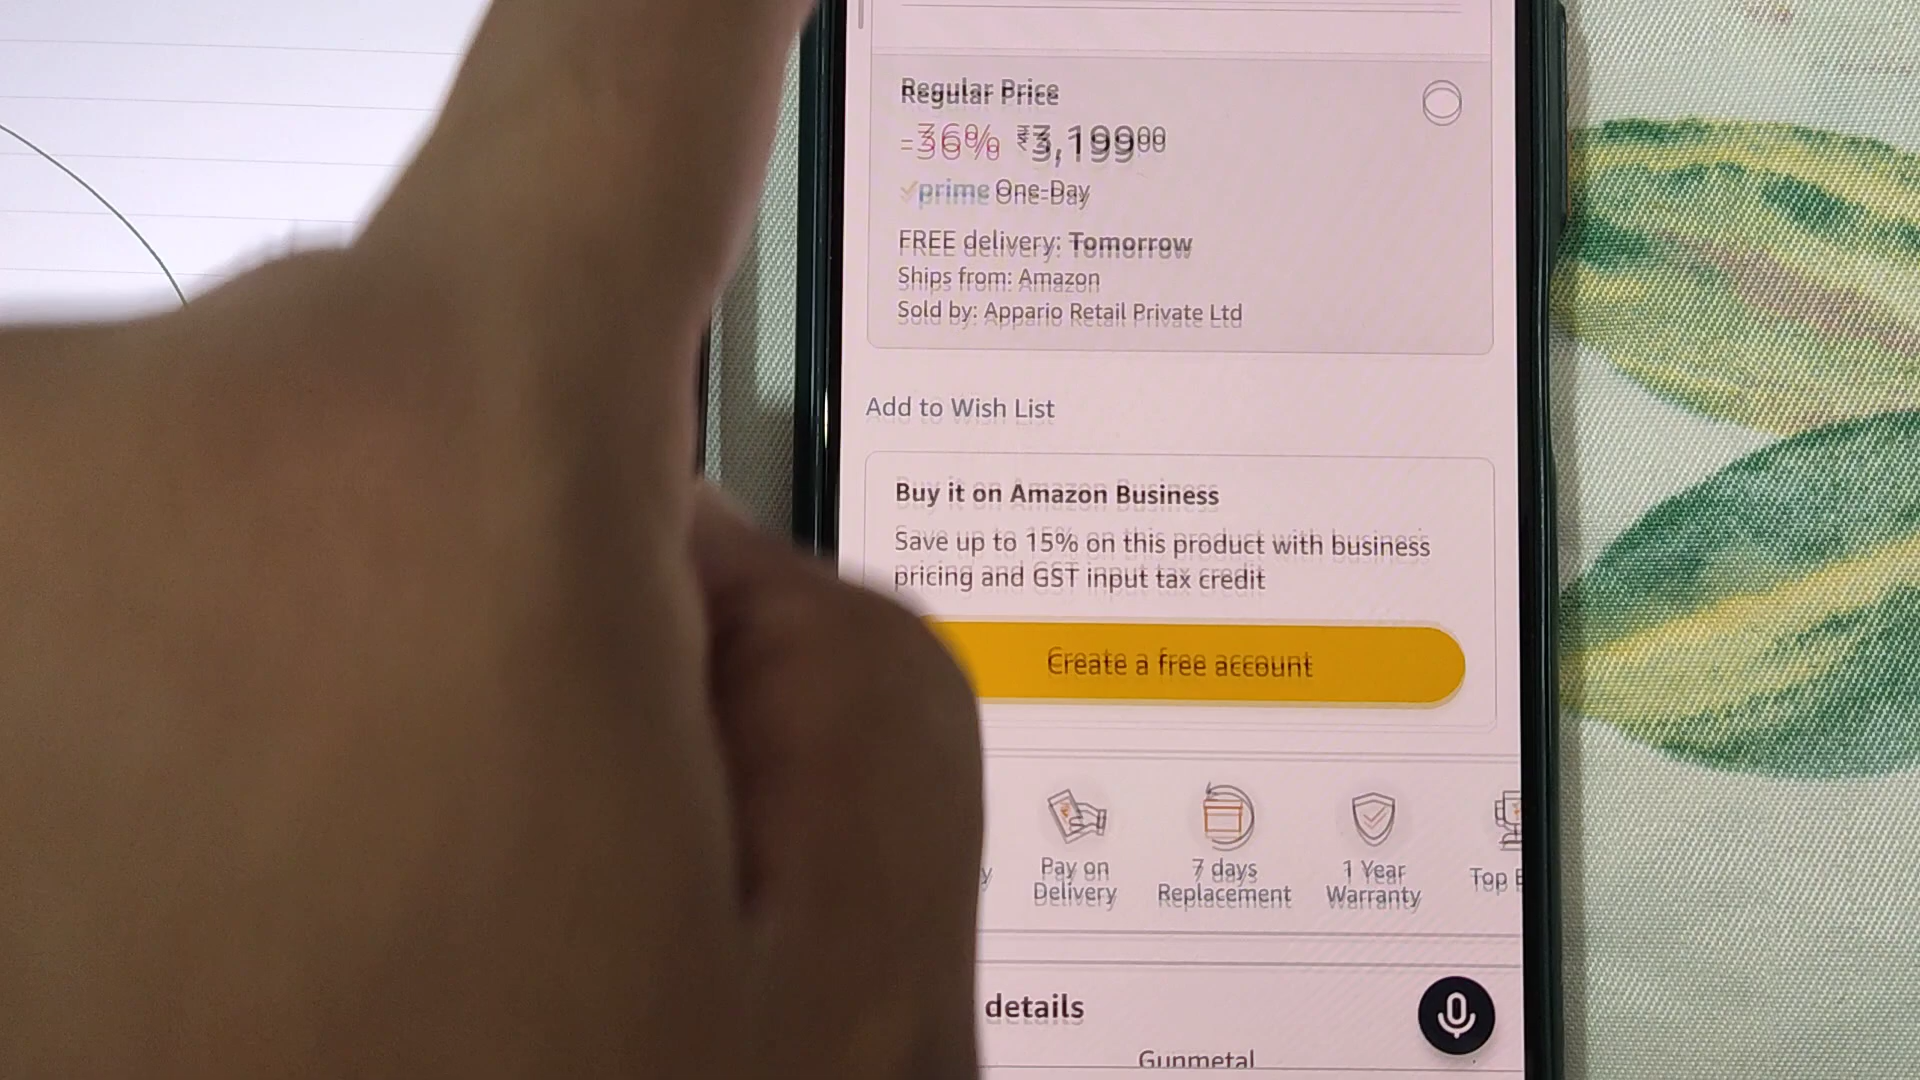 Regular Price
-36% ₹3,199⁰⁰
prime One-Day
FREE delivery: Tomorrow
Ships from: Amazon
Sold by: Appario Retail Private Ltd
Add to Wish List
Buy it on Amazon Business
Save up to 15% on this product with business
pricing and GST input tax credit
Create a free account
Pay on
Delivery
7 days
Replacement
1 Year
Warranty
Top
details
Gunmetal